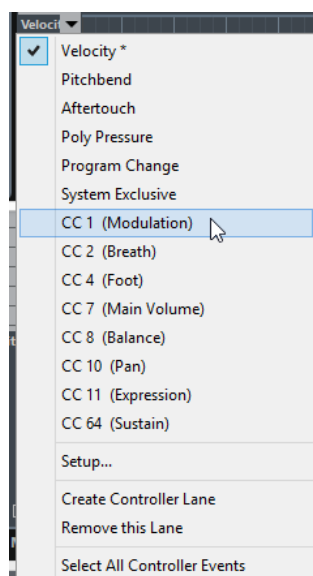 Velocity *
Pitchbend
Aftertouch
Poly Pressure
Program Change
System Exclusive
CC 1 (Modulation)
CC 2 (Breath)
CC 4 (Foot)
CC 7 (Main Volume)
CC 8 (Balance)
CC 10 (Pan)
CC 11 (Expression)
CC 64 (Sustain)
Setup...
Create Controller Lane
Remove this Lane
Select All Controller Events